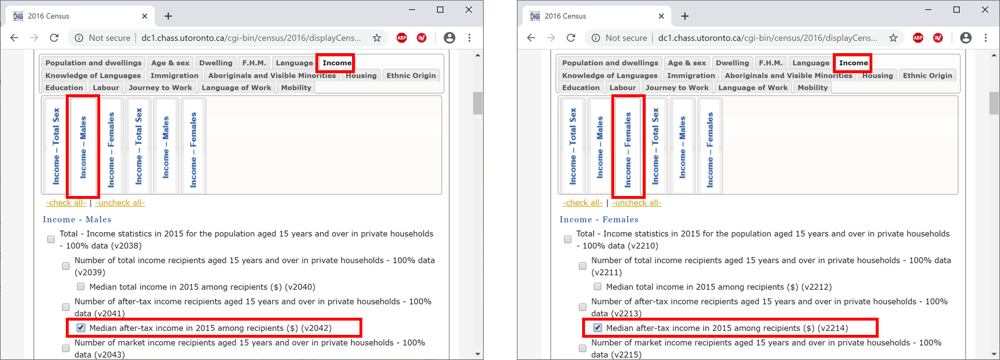 2016 Census
Not secure
dc1.chass.utoronto.ca/cgi-bin/census/2016/displayCens...
ABP
Population and dwellings
Age & sex
Dwelling
F.H.M.
Language
Income
Knowledge of Languages
Immigration
Aboriginals and Visible Minorities
Housing
Ethnic Origin
Education
Labour
Journey to Work
Language of Work
Mobility
Income – Total Sex
Income – Males
Income – Females
Income – Total Sex
Income – Males
Income – Females
-check all- | -uncheck all-
Income - Males
Total - Income statistics in 2015 for the population aged 15 years and over in private households
- 100% data (v2038)
Number of total income recipients aged 15 years and over in private households - 100% data
(v2039)
Median total income in 2015 among recipients ($) (v2040)
Number of after-tax income recipients aged 15 years and over in private households - 100%
data (v2041)
Median after-tax income in 2015 among recipients ($) (v2042)
Number of market income recipients aged 15 years and over in private households - 100%
data (v2043)
2016 Census
Not secure
dc1.chass.utoronto.ca/cgi-bin/census/2016/displayCens...
ABP
Population and dwellings
Age & sex
Dwelling
F.H.M.
Language
Income
Knowledge of Languages
Immigration
Aboriginals and Visible Minorities
Housing
Ethnic Origin
Education
Labour
Journey to Work
Language of Work
Mobility
Income – Total Sex
Income – Males
Income – Females
Income – Total Sex
Income – Males
Income – Females
-check all- | -uncheck all-
Income - Females
Total - Income statistics in 2015 for the population aged 15 years and over in private households
- 100% data (v2210)
Number of total income recipients aged 15 years and over in private households - 100% data
(v2211)
Median total income in 2015 among recipients ($) (v2212)
Number of after-tax income recipients aged 15 years and over in private households - 100%
data (v2213)
Median after-tax income in 2015 among recipients ($) (v2214)
Number of market income recipients aged 15 years and over in private households - 100%
data (v2215)